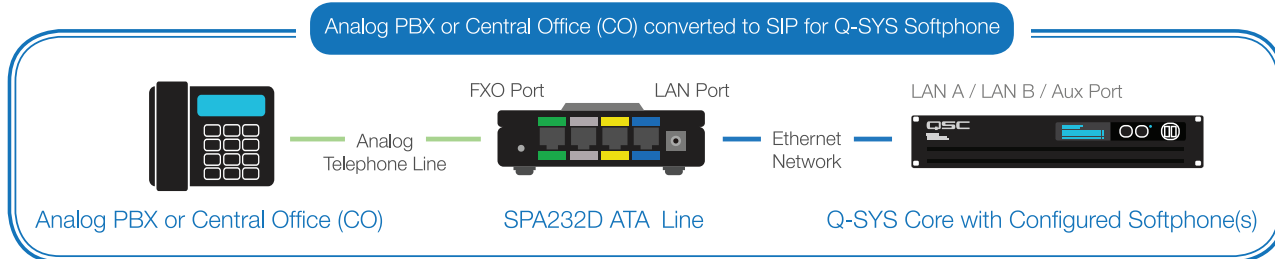 Analog PBX or Central Office (CO) converted to SIP for Q-SYS Softphone
FXO Port
LAN Port
LAN A / LAN B / Aux Port
QSC
Analog
Telephone Line
Ethernet
Network
Analog PBX or Central Office (CO)
SPA232D ATA Line
Q-SYS Core with Configured Softphone(s)